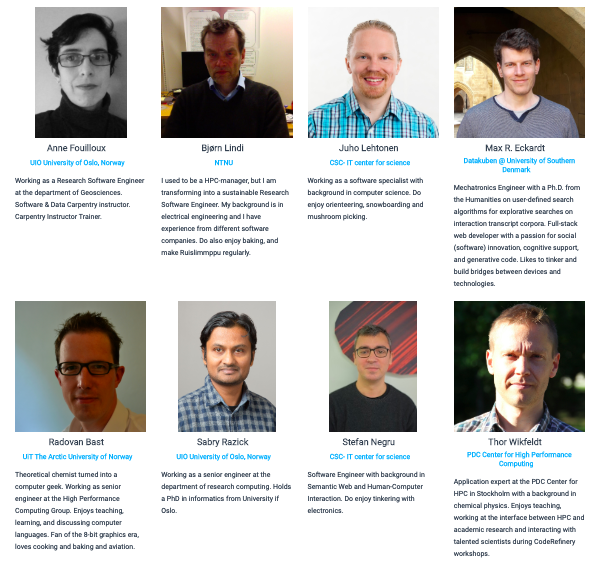 Anne Fouilloux
UIO University of Oslo, Norway
Working as a Research Software Engineer
at the department of Geosciences.
Software & Data Carpentry instructor.
Carpentry Instructor Trainer.
Bjørn Lindi
NTNU
I used to be a HPC-manager, but I am
transforming into a sustainable Research
Software Engineer. My background is in
electrical engineering and I have
experience from different software
companies. Do also enjoy baking, and
make Ruislimmppu regularly.
Juho Lehtonen
CSC- IT center for science
Working as a software specialist with
background in computer science. Do
enjoy orienteering, snowboarding and
mushroom picking.
Max R. Eckardt
Datakuben @ University of Southern
Denmark
Mechatronics Engineer with a Ph.D. from
the Humanities on user-defined search
algorithms for explorative searches on
interaction transcript corpora. Full-stack
web developer with a passion for social
(software) innovation, cognitive support,
and generative code. Likes to tinker and
build bridges between devices and
technologies.
Radovan Bast
UiT The Arctic University of Norway
Theoretical chemist turned into a
computer geek. Working as senior
engineer at the High Performance
Computing Group. Enjoys teaching,
learning, and discussing computer
languages. Fan of the 8-bit graphics era,
loves cooking and baking and aviation.
Sabry Razick
UIO University of Oslo, Norway
Working as a senior engineer at the
department of research computing. Holds
a PhD in informatics from University if
Oslo.
Stefan Negru
CSC- IT center for science
Software Engineer with background in
Semantic Web and Human-Computer
Interaction. Do enjoy tinkering with
electronics.
Thor Wikfeldt
PDC Center for High Performance
Computing
Application expert at the PDC Center for
HPC in Stockholm with a background in
chemical physics. Enjoys teaching,
working at the interface between HPC and
academic research and interacting with
talented scientists during CodeRefinery
workshops.